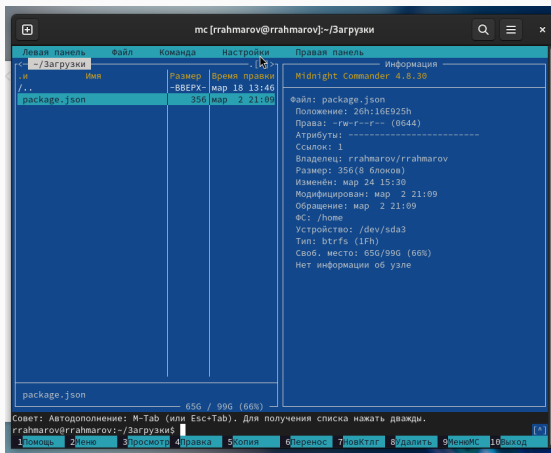 mc [rrahmarov@rrahmarov]:~/Загрузки
Левая панель Файл Команда Настройки Правая панель
<— ~/Загрузки .[^]>
.и Имя Размер Время правки
/.. -ВВЕРХ- мар 18 13:46
package.json 356 мар 2 21:09
package.json
65G / 99G (66%)
Информация
Midnight Commander 4.8.30
Файл: package.json
Положение: 26h:16E925h
Права: -rw-r--r-- (0644)
Атрибуты: ----------------------
Ссылок: 1
Владелец: rrahmarov/rrahmarov
Размер: 356(8 блоков)
Изменён: мар 24 15:30
Модифицирован: мар 2 21:09
Обращение: мар 2 21:09
ФС: /home
Устройство: /dev/sda3
Тип: btrfs (1Fh)
Своб. место: 65G/99G (66%)
Нет информации об узле
Совет: Автодополнение: M-Tab (или Esc+Tab). Для получения списка нажать дважды.
rrahmarov@rrahmarov:~/Загрузки$ [^]
1Помощь 2Меню 3Просмотр 4Правка 5Копия 6Перенос 7НовКтлг 8Удалить 9МенюMC 10Выход